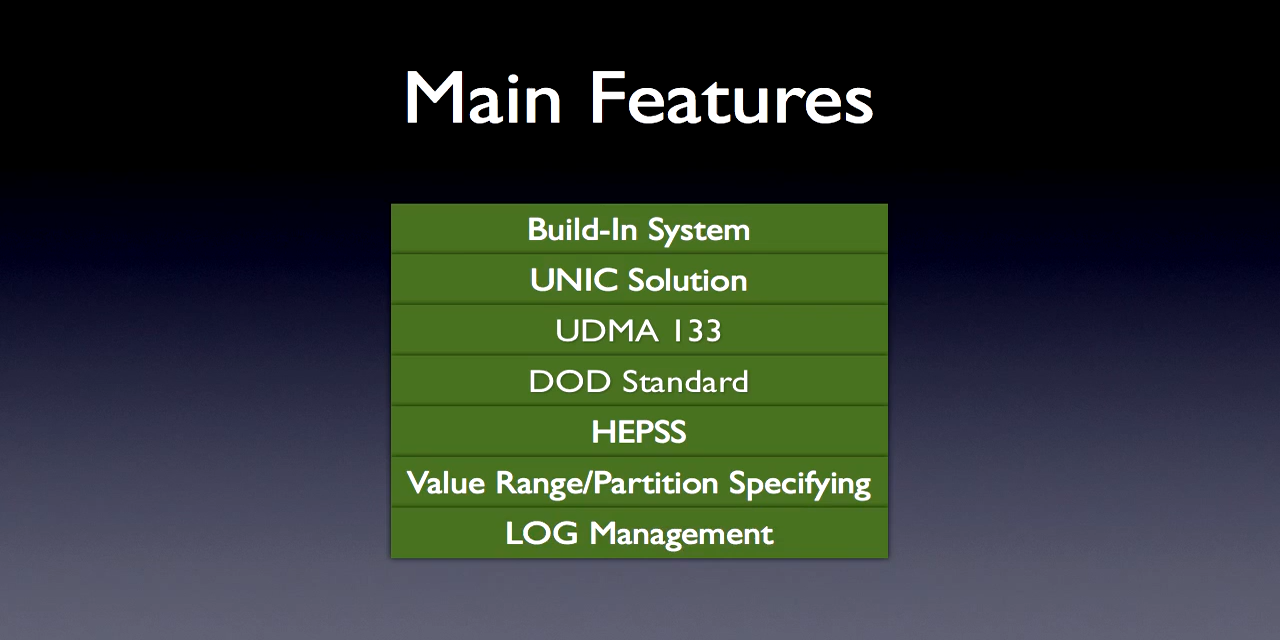 Main Features
Build-In System
UNIC Solution
UDMA 133
DOD Standard
HEPSS
Value Range/Partition Specifying
LOG Management